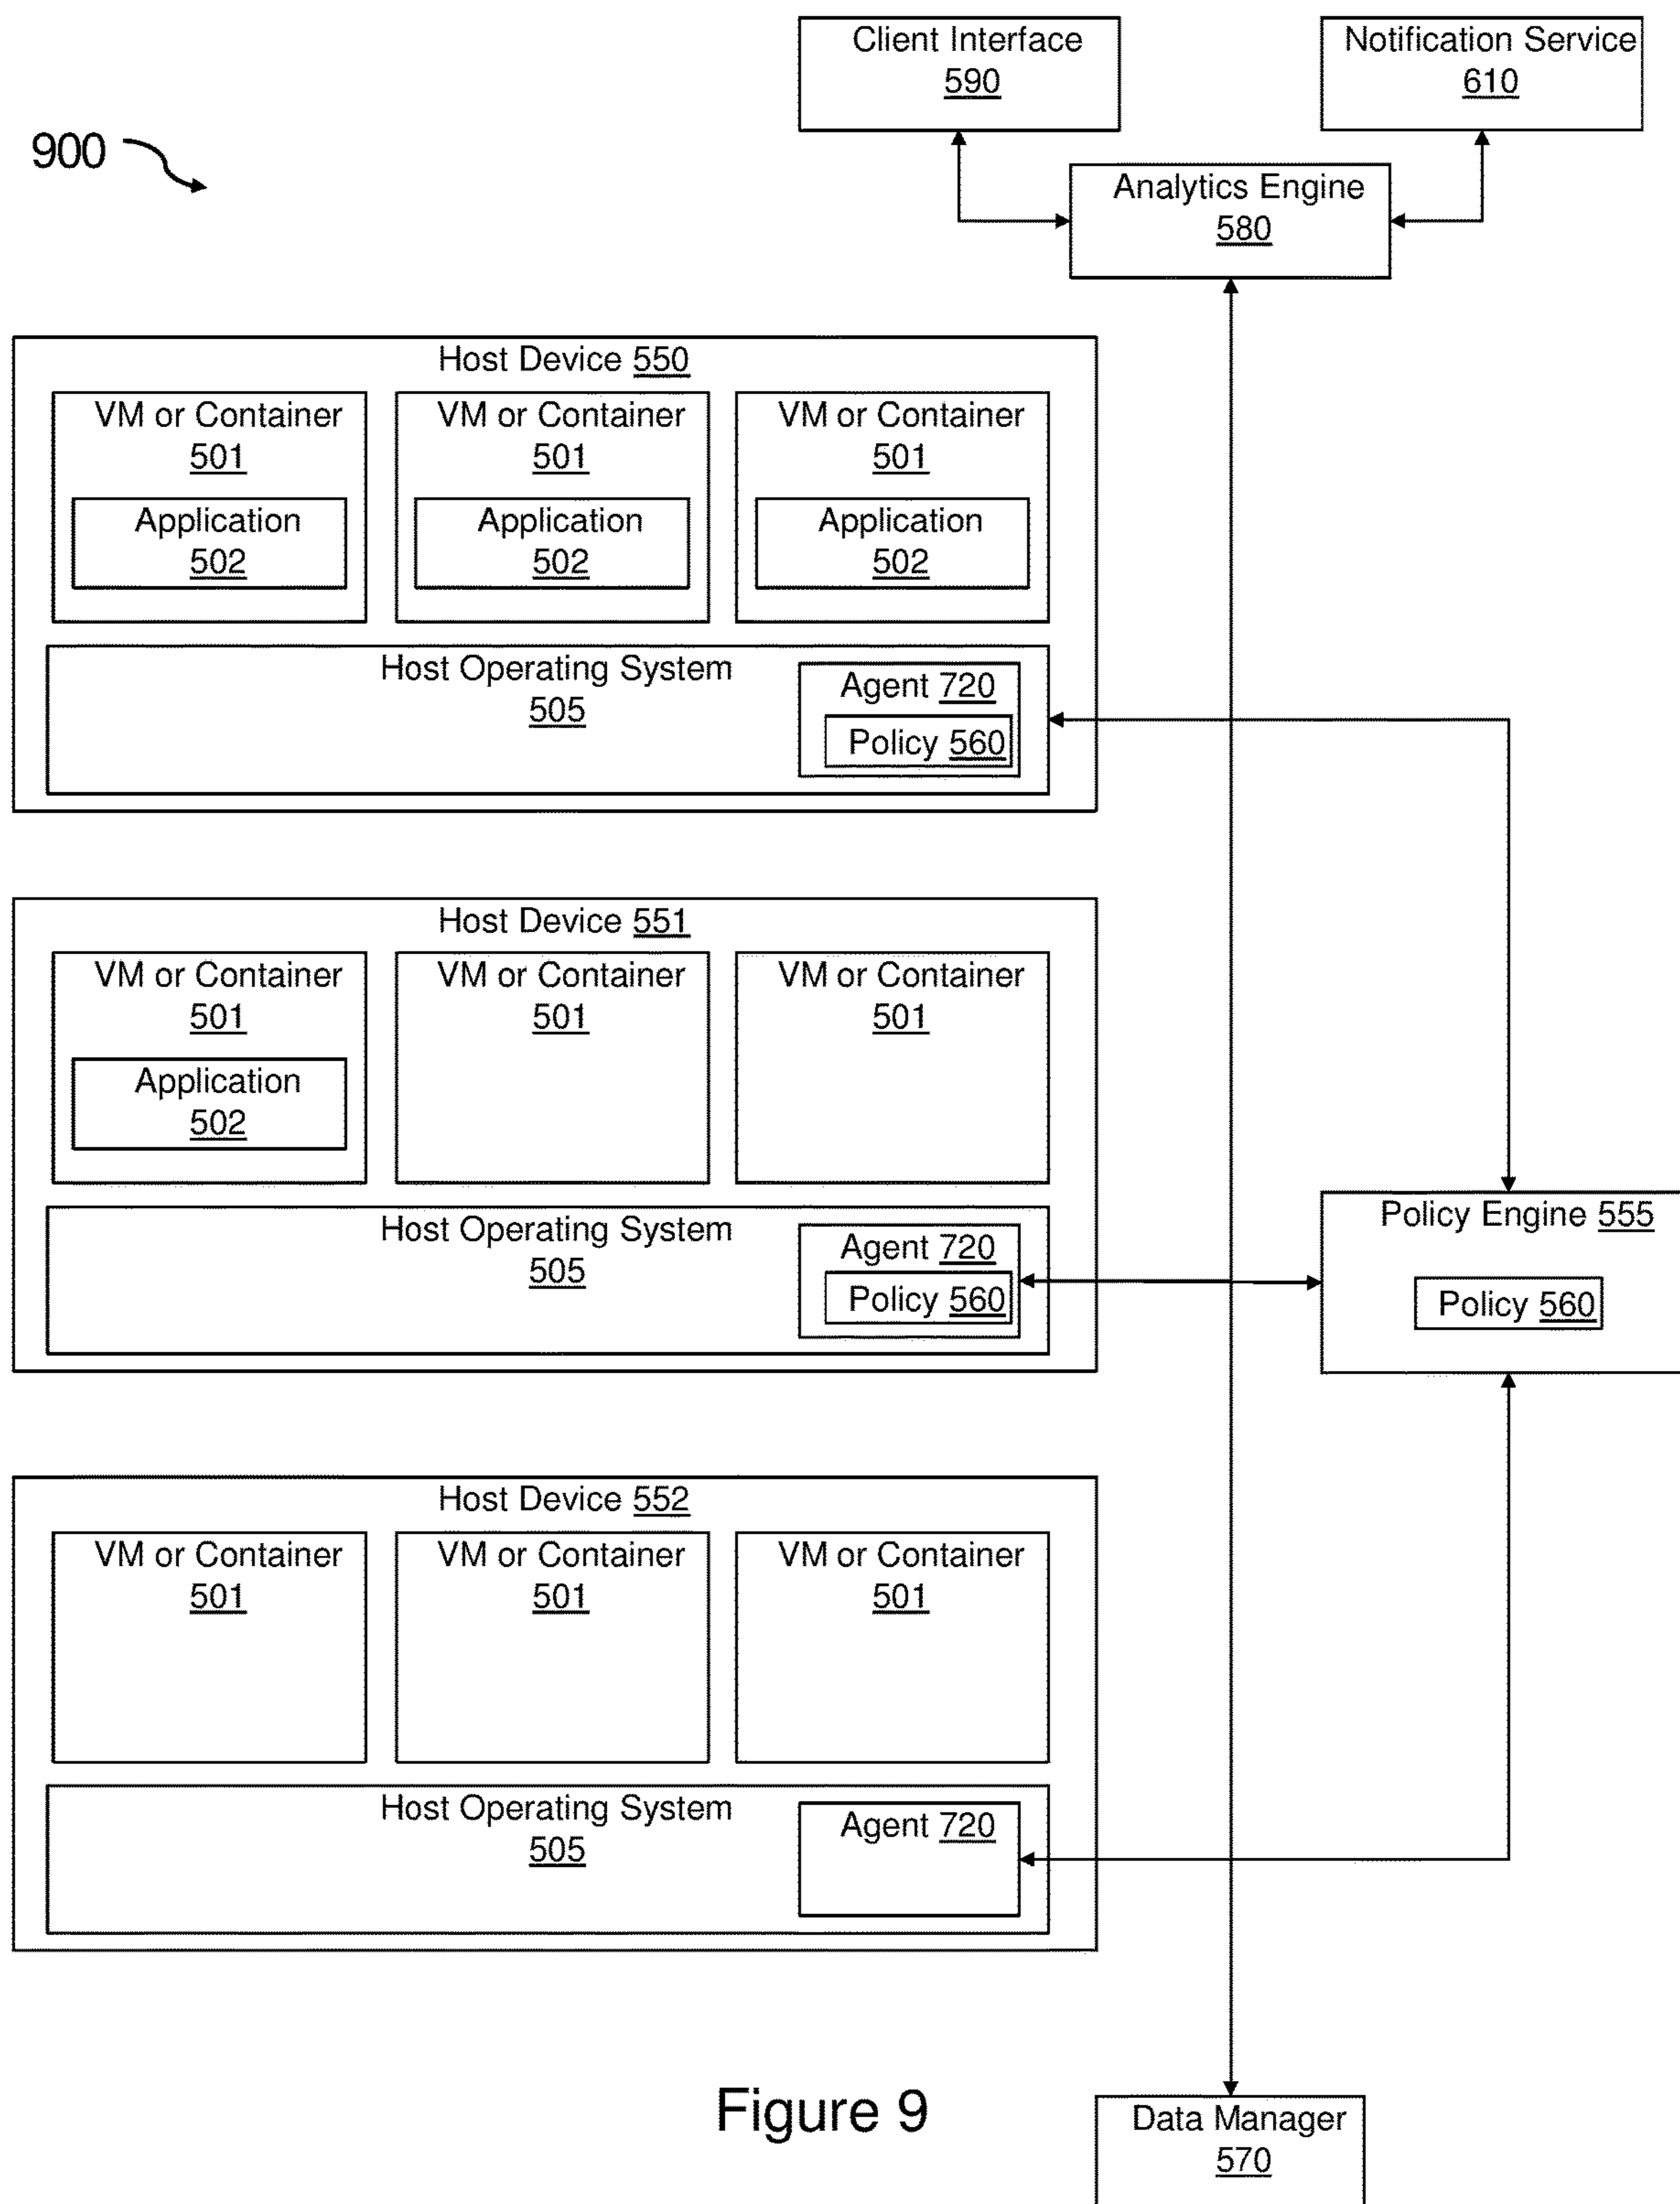 Client Interface
590
Notification Service
610
900
Analytics Engine
580
Host Device 550
VM or Container
501
Application
502
VM or Container
501
Application
502
VM or Container
501
Application
502
Host Operating System
505
Agent 720
Policy 560
Host Device 551
VM or Container
501
Application
502
VM or Container
501
VM or Container
501
Host Operating System
505
Agent 720
Policy 560
Policy Engine 555
Policy 560
Host Device 552
VM or Container
501
VM or Container
501
VM or Container
501
Host Operating System
505
Agent 720
Figure 9
Data Manager
570